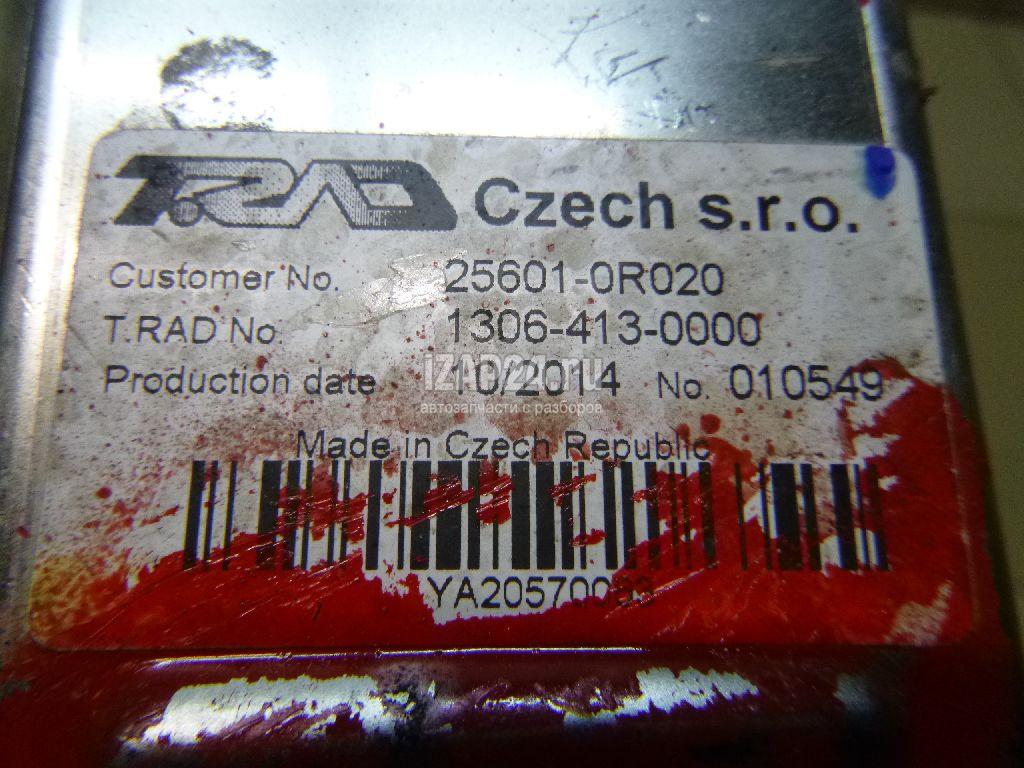 T.RAD Czech s.r.o.
Customer No. 25601-0R020
T.RAD No. 1306-413-0000
Production date 10/2014 No. 010549
iZAP24.ru
автозапчасти с разборов
Made in Czech Republic